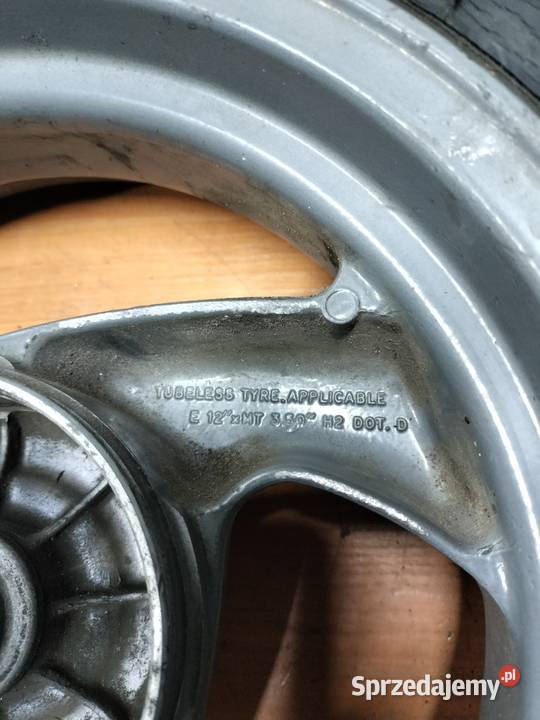 TUBELESS TYRE. APPLICABLE
E 12"xMT 3.50" H2 DOT.-D
Sprzedajemy.pl